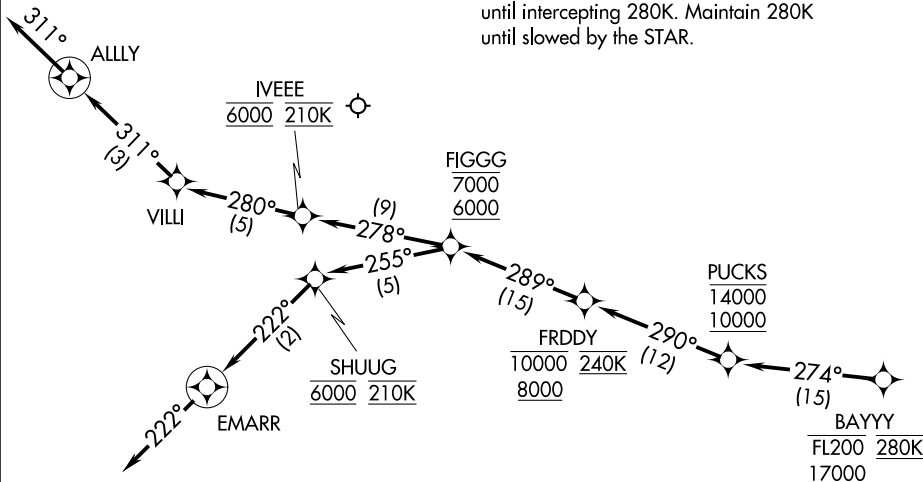 until intercepting 280K. Maintain 280K
until slowed by the STAR.
311°
ALLLY
IVEEE
6000 210K
311°
(3)
FIGGG
7000
6000
VILLI
280°
(5)
(9)
278°
255°
(5)
289°
(15)
PUCKS
14000
10000
222°
(2)
SHUUG
6000 210K
FRDDY
10000 240K
8000
290°
(12)
274°
(15)
EMARR
222°
BAYYY
FL200 280K
17000